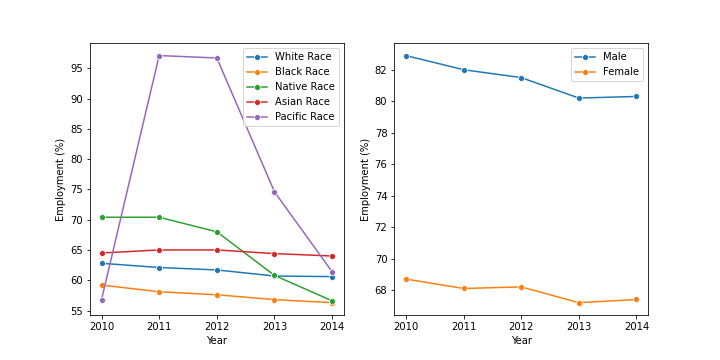 White Race
Black Race
Native Race
Asian Race
Pacific Race
95
90
85
80
75
70
65
60
55
Employment (%)
2010 2011 2012 2013 2014
Year
Male
Female
82
80
78
76
74
72
70
68
Employment (%)
2010 2011 2012 2013 2014
Year